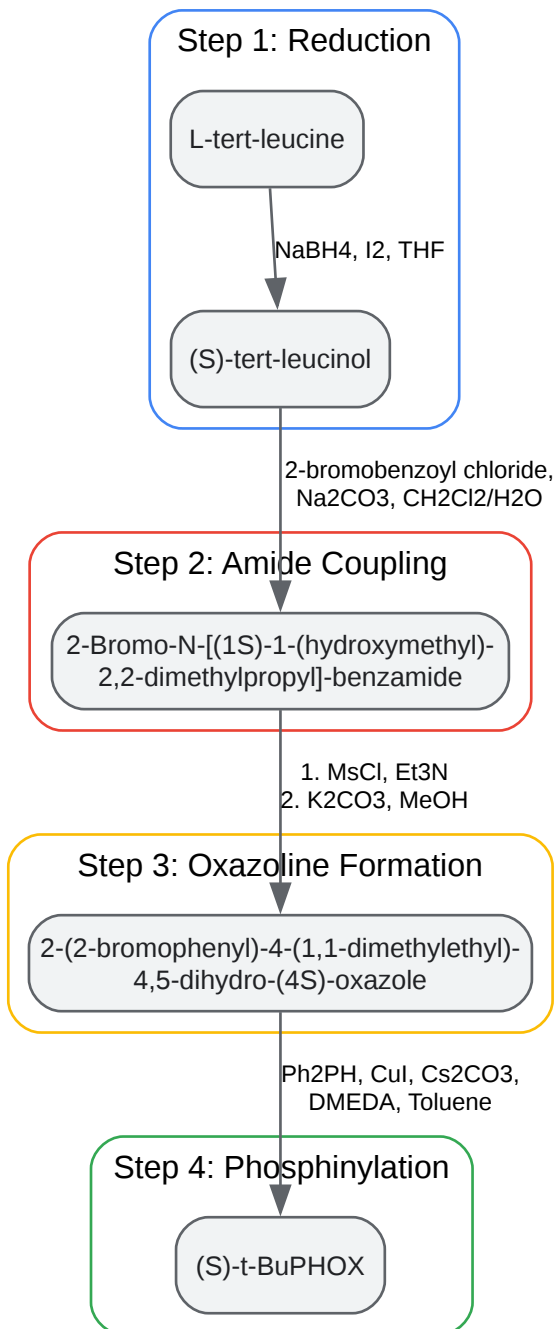 Step 1: Reduction
L-tert-leucine
NaBH4, I2, THF
(S)-tert-leucinol
2-bromobenzoyl chloride,
Na2CO3, CH2Cl2/H2O
Step 2: Amide Coupling
2-Bromo-N-[(1S)-1-(hydroxymethyl)-
2,2-dimethylpropyl]-benzamide
1. MsCl, Et3N
2. K2CO3, MeOH
Step 3: Oxazoline Formation
2-(2-bromophenyl)-4-(1,1-dimethylethyl)-
4,5-dihydro-(4S)-oxazole
Ph2PH, CuI, Cs2CO3,
DMEDA, Toluene
Step 4: Phosphinylation
(S)-t-BuPHOX